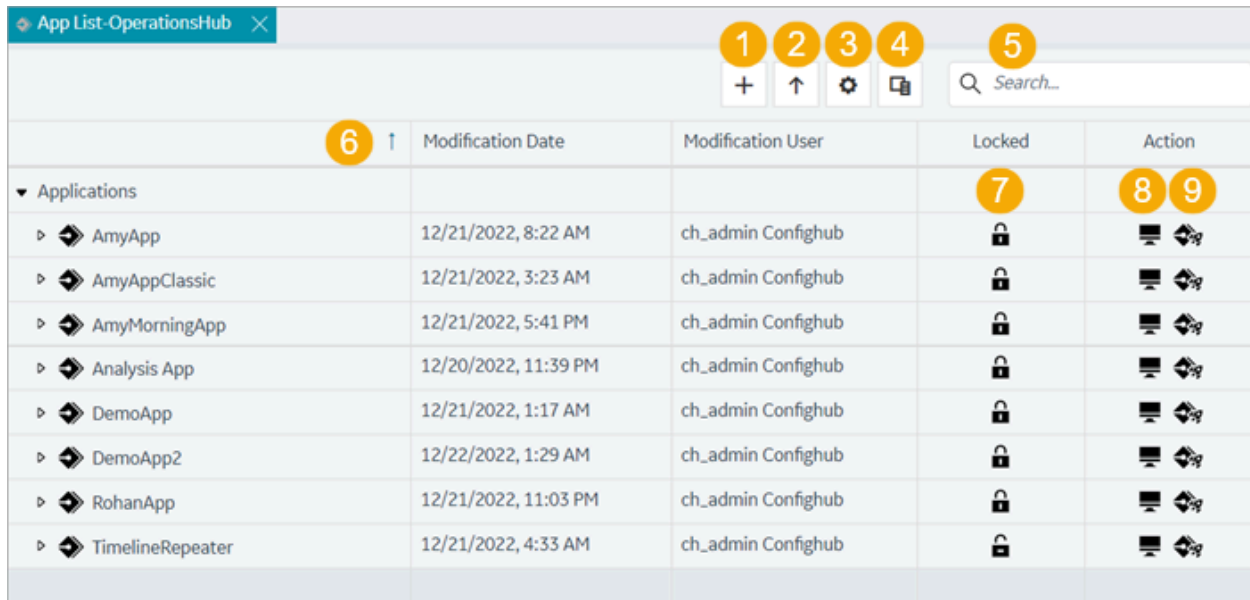 App List-OperationsHub
1 2 3 4 5
Search...
6 Modification Date Modification User Locked Action
Applications 7 8 9
AmyApp 12/21/2022, 8:22 AM ch_admin Confighub
AmyAppClassic 12/21/2022, 3:23 AM ch_admin Confighub
AmyMorningApp 12/21/2022, 5:41 PM ch_admin Confighub
Analysis App 12/20/2022, 11:39 PM ch_admin Confighub
DemoApp 12/21/2022, 1:17 AM ch_admin Confighub
DemoApp2 12/22/2022, 1:29 AM ch_admin Confighub
RohanApp 12/21/2022, 11:03 PM ch_admin Confighub
TimelineRepeater 12/21/2022, 4:33 AM ch_admin Confighub